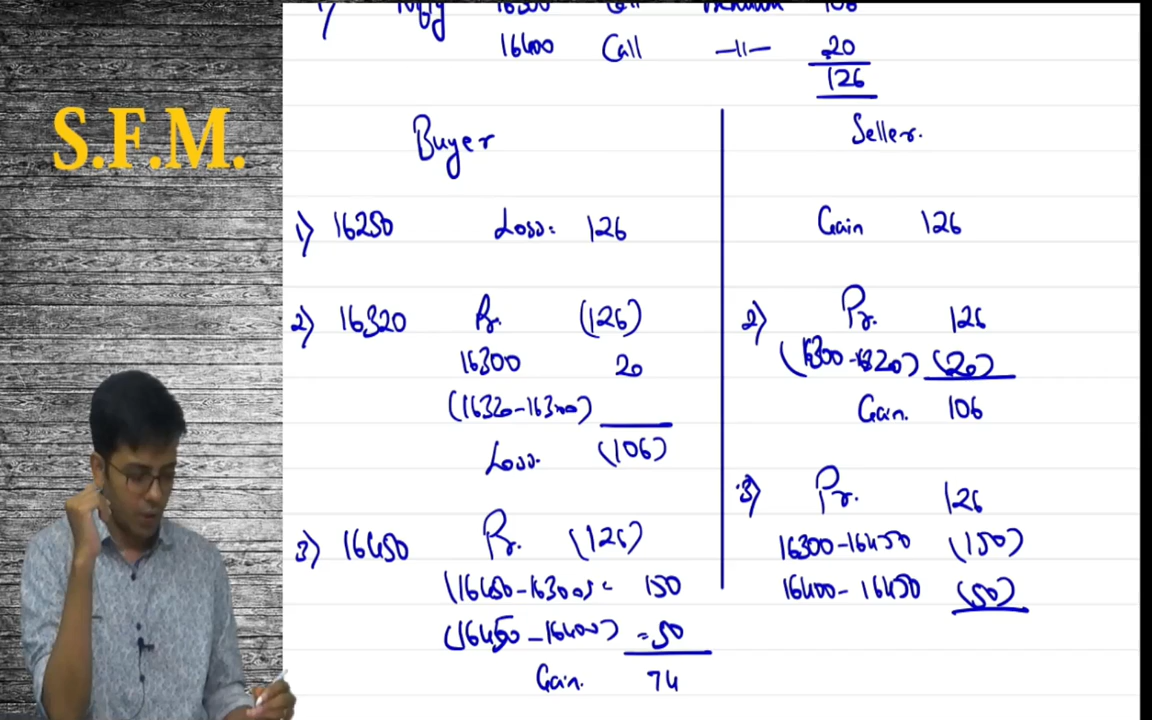 S.F.M.
16400 Call —11— 20
126
Buyer
Seller.
1) 16250 Loss: 126
Gain 126
2) 16320 Pr. (126)
16300 20
(16320-16300)
Loss. (106)
2) Pr. 126
(16300-16320) (20)
Gain. 106
3) 16450 Pr. (126)
(16450-16300) = 150
(16450-16400) = 50
Gain. 74
3) Pr. 126
16300-16450 (150)
16400-16450 (50)